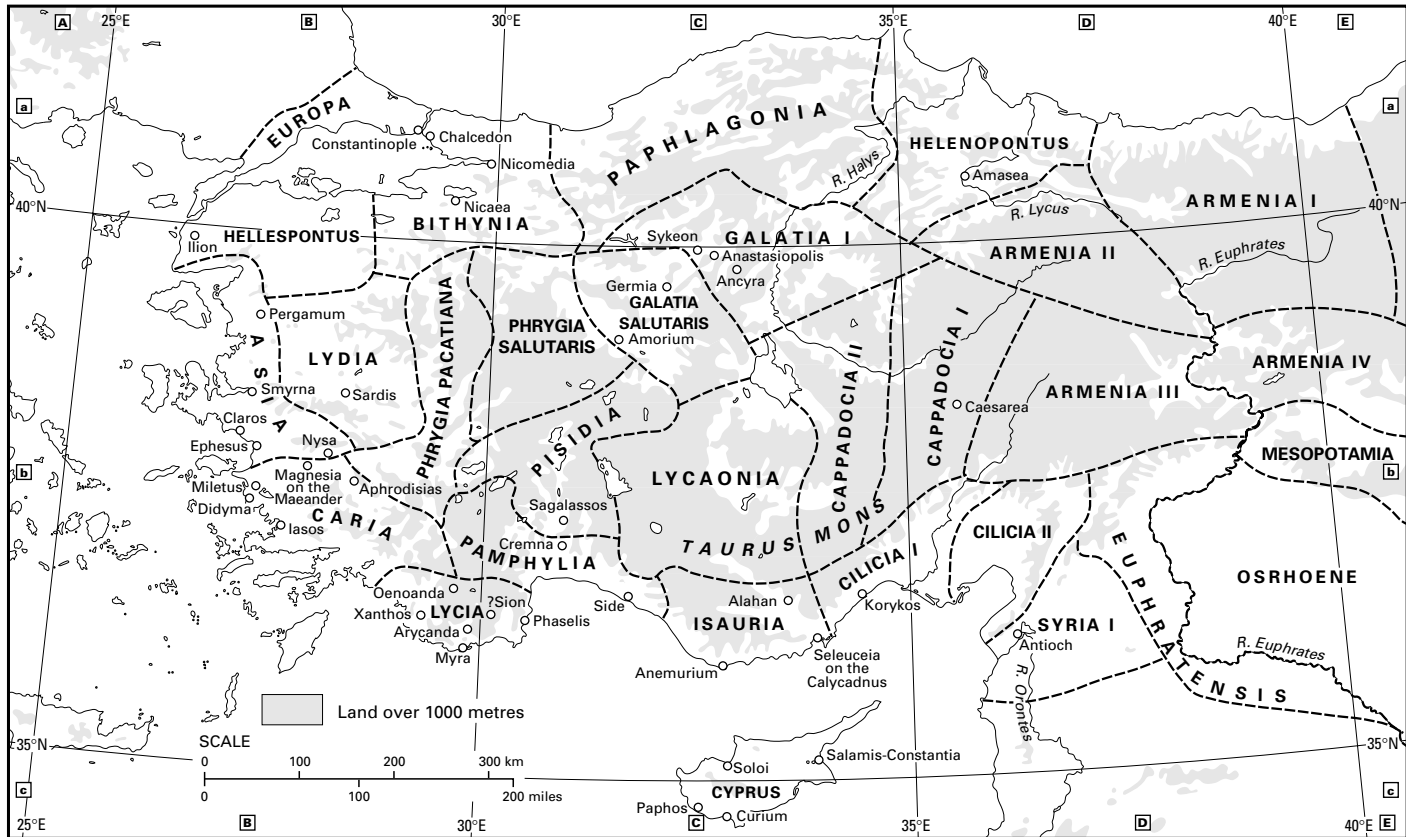 A
25°E
B
30°E
C
35°E
D
40°E
E
a
a
EUROPA
Constantinople
Chalcedon
Nicomedia
PAPHLAGONIA
R. Halys
HELENOPONTUS
Amasea
R. Lycus
ARMENIA I
40°N
40°N
Nicaea
BITHYNIA
HELLESPONTUS
Ilion
Sykeon
GALATIA I
Anastasiopolis
Ancyra
ARMENIA II
R. Euphrates
Germia
GALATIA
SALUTARIS
Amorium
PHRYGIA
SALUTARIS
PHRYGIA PACATIANA
Pergamum
ASIA
LYDIA
Smyrna
Sardis
CAPPADOCIA II
CAPPADOCIA I
Caesarea
ARMENIA III
ARMENIA IV
Claros
Ephesus
Nysa
PISIDIA
b
b
MESOPOTAMIA
Magnesia
on the
Maeander
Aphrodisias
Miletus
Didyma
Iasos
CARIA
LYCAONIA
Sagalassos
Cremna
PAMPHYLIA
TAURUS MONS
CILICIA I
CILICIA II
EUPHRATENSIS
OSRHOENE
Oenoanda
Xanthos
LYCIA
?Sion
Arycanda
Phaselis
Myra
Side
Alahan
ISAURIA
Korykos
Anemurium
Seleuceia
on the
Calycadnus
SYRIA I
Antioch
R. Orontes
R. Euphrates
Land over 1000 metres
35°N
35°N
SCALE
0
100
200
300 km
0
100
200 miles
Soloi
Salamis-Constantia
CYPRUS
Paphos
Curium
c
c
25°E
B
30°E
C
35°E
D
40°E
E